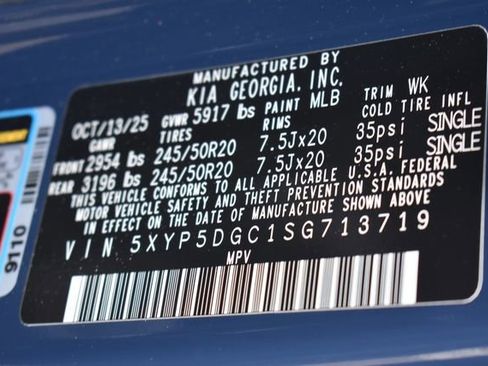 MANUFACTURED BY
KIA GEORGIA, INC.
OCT/13/25 GVWR 5917 lbs PAINT MLB TRIM WK
GAWR TIRES RIMS COLD TIRE INFL
FRONT 2954 lbs 245/50R20 7.5Jx20 35psi SINGLE
REAR 3196 lbs 245/50R20 7.5Jx20 35psi SINGLE
THIS VEHICLE CONFORMS TO ALL APPLICABLE U.S.A. FEDERAL
MOTOR VEHICLE SAFETY AND THEFT PREVENTION STANDARDS
IN EFFECT ON THE DATE OF MANUFACTURE SHOWN ABOVE
VIN 5XYP5DGC1SG713719
MPV
9110